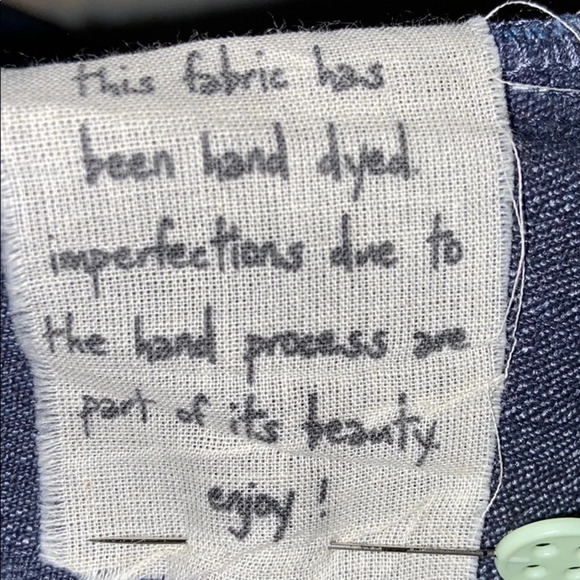 this fabric has
been hand dyed.
imperfections due to
the hand process are
part of its beauty.
enjoy!